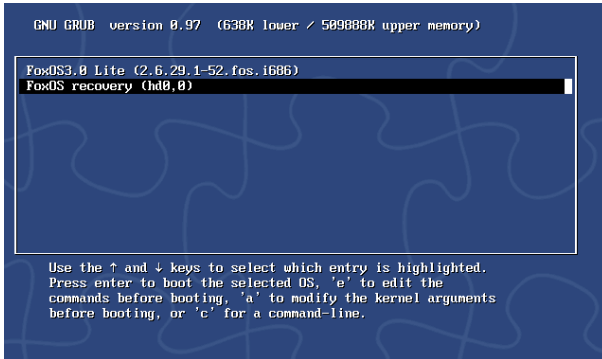 GNU GRUB version 0.97 (638K lower / 509888K upper memory)
FoxOS3.0 Lite (2.6.29.1-52.fos.i686)
FoxOS recovery (hd0,0)
Use the ↑ and ↓ keys to select which entry is highlighted.
Press enter to boot the selected OS, 'e' to edit the
commands before booting, 'a' to modify the kernel arguments
before booting, or 'c' for a command-line.